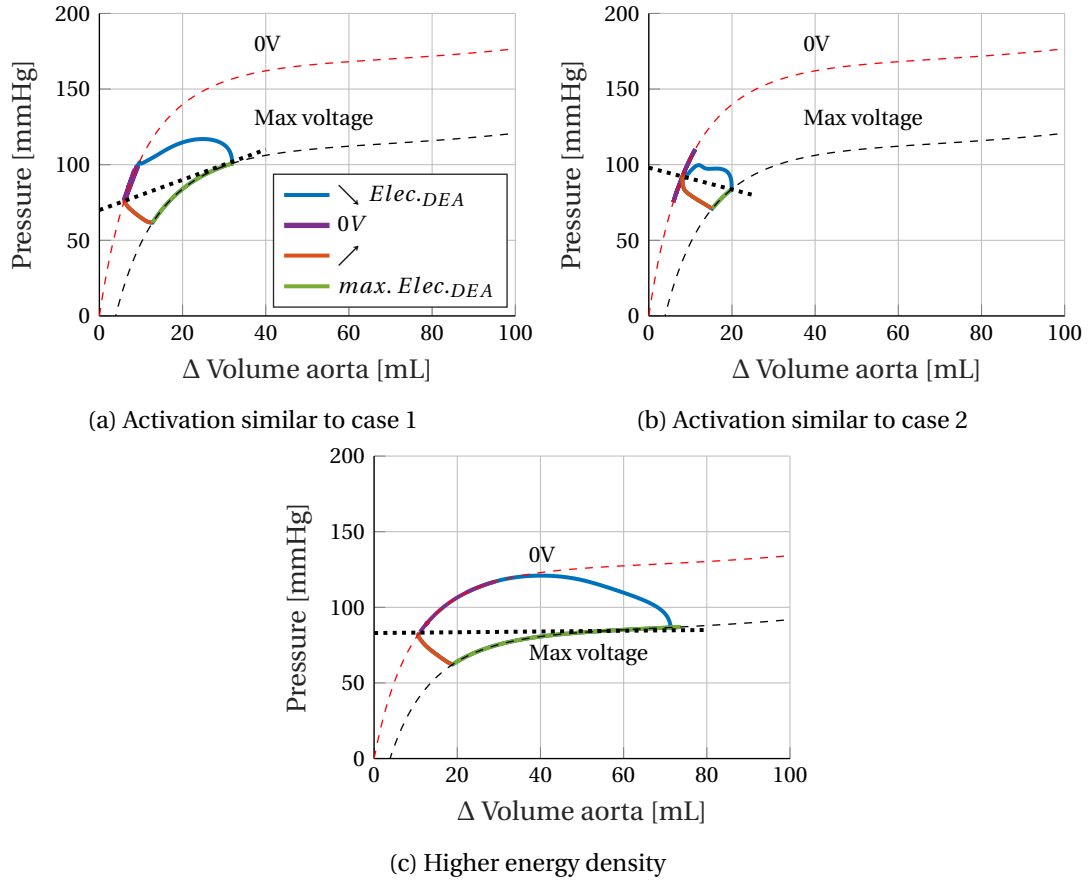 200
150
100
50
0
0
20
40
60
80
100
Pressure [mmHg]
Δ Volume aorta [mL]
0V
Max voltage
↘ Elec.DEA
0V
↗
max. Elec.DEA
(a) Activation similar to case 1
200
150
100
50
0
0
20
40
60
80
100
Pressure [mmHg]
Δ Volume aorta [mL]
0V
Max voltage
(b) Activation similar to case 2
200
150
100
50
0
0
20
40
60
80
100
Pressure [mmHg]
Δ Volume aorta [mL]
0V
Max voltage
(c) Higher energy density